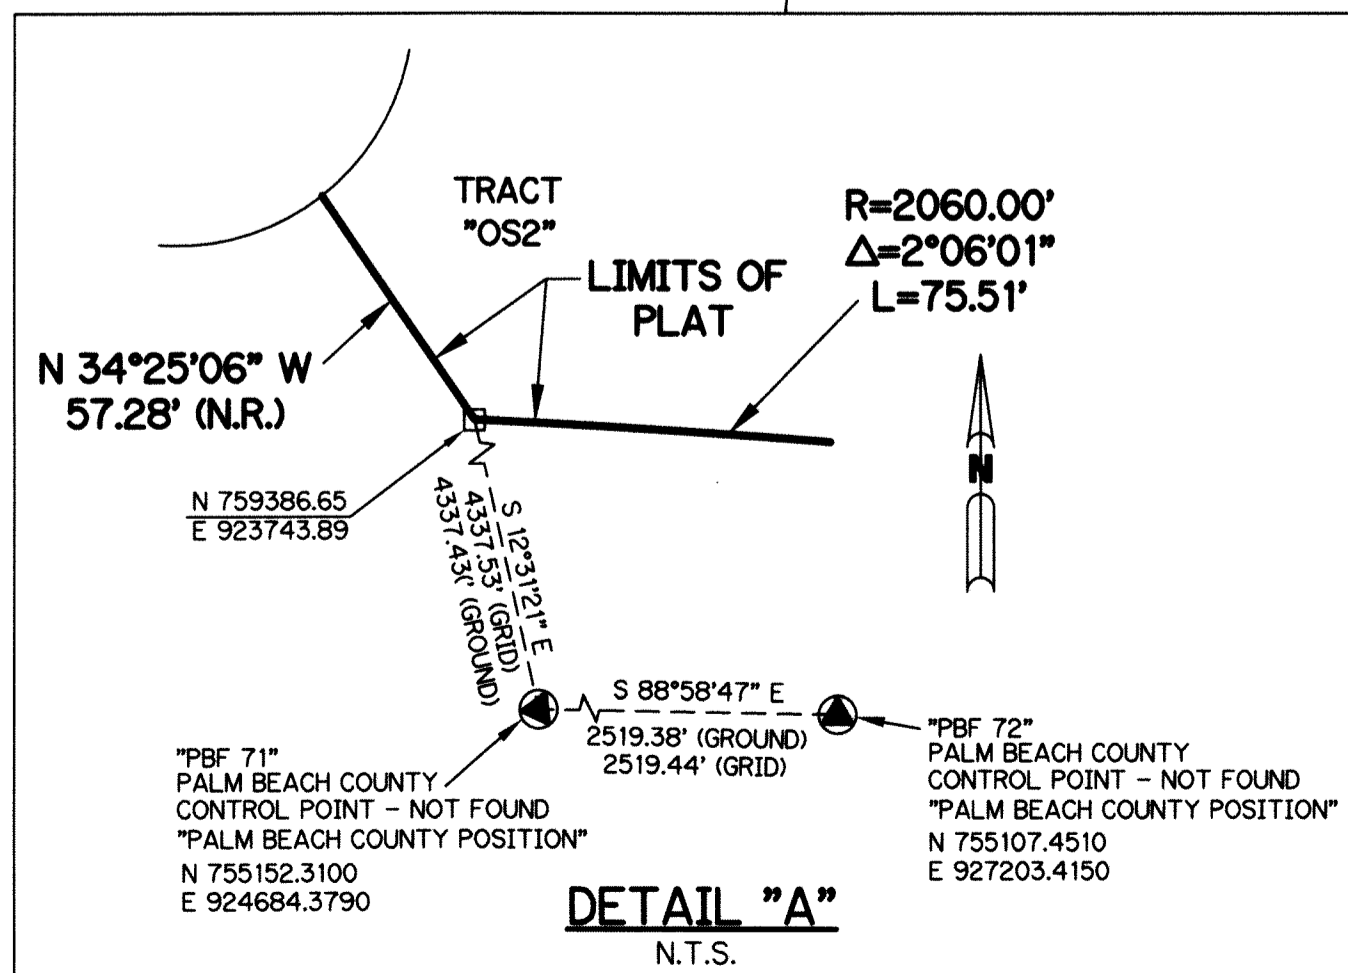 TRACT
"OS2"
LIMITS OF
PLAT
R=2060.00'
Δ=2°06'01"
L=75.51'
N 34°25'06" W
57.28' (N.R.)
N 759386.65
E 923743.89
S 12°31'21" E
4337.53' (GRID)
4337.43(' (GROUND)
N
S 88°58'47" E
2519.38' (GROUND)
2519.44' (GRID)
"PBF 71"
PALM BEACH COUNTY
CONTROL POINT – NOT FOUND
"PALM BEACH COUNTY POSITION"
N 755152.3100
E 924684.3790
"PBF 72"
PALM BEACH COUNTY
CONTROL POINT – NOT FOUND
"PALM BEACH COUNTY POSITION"
N 755107.4510
E 927203.4150
DETAIL "A"
N.T.S.